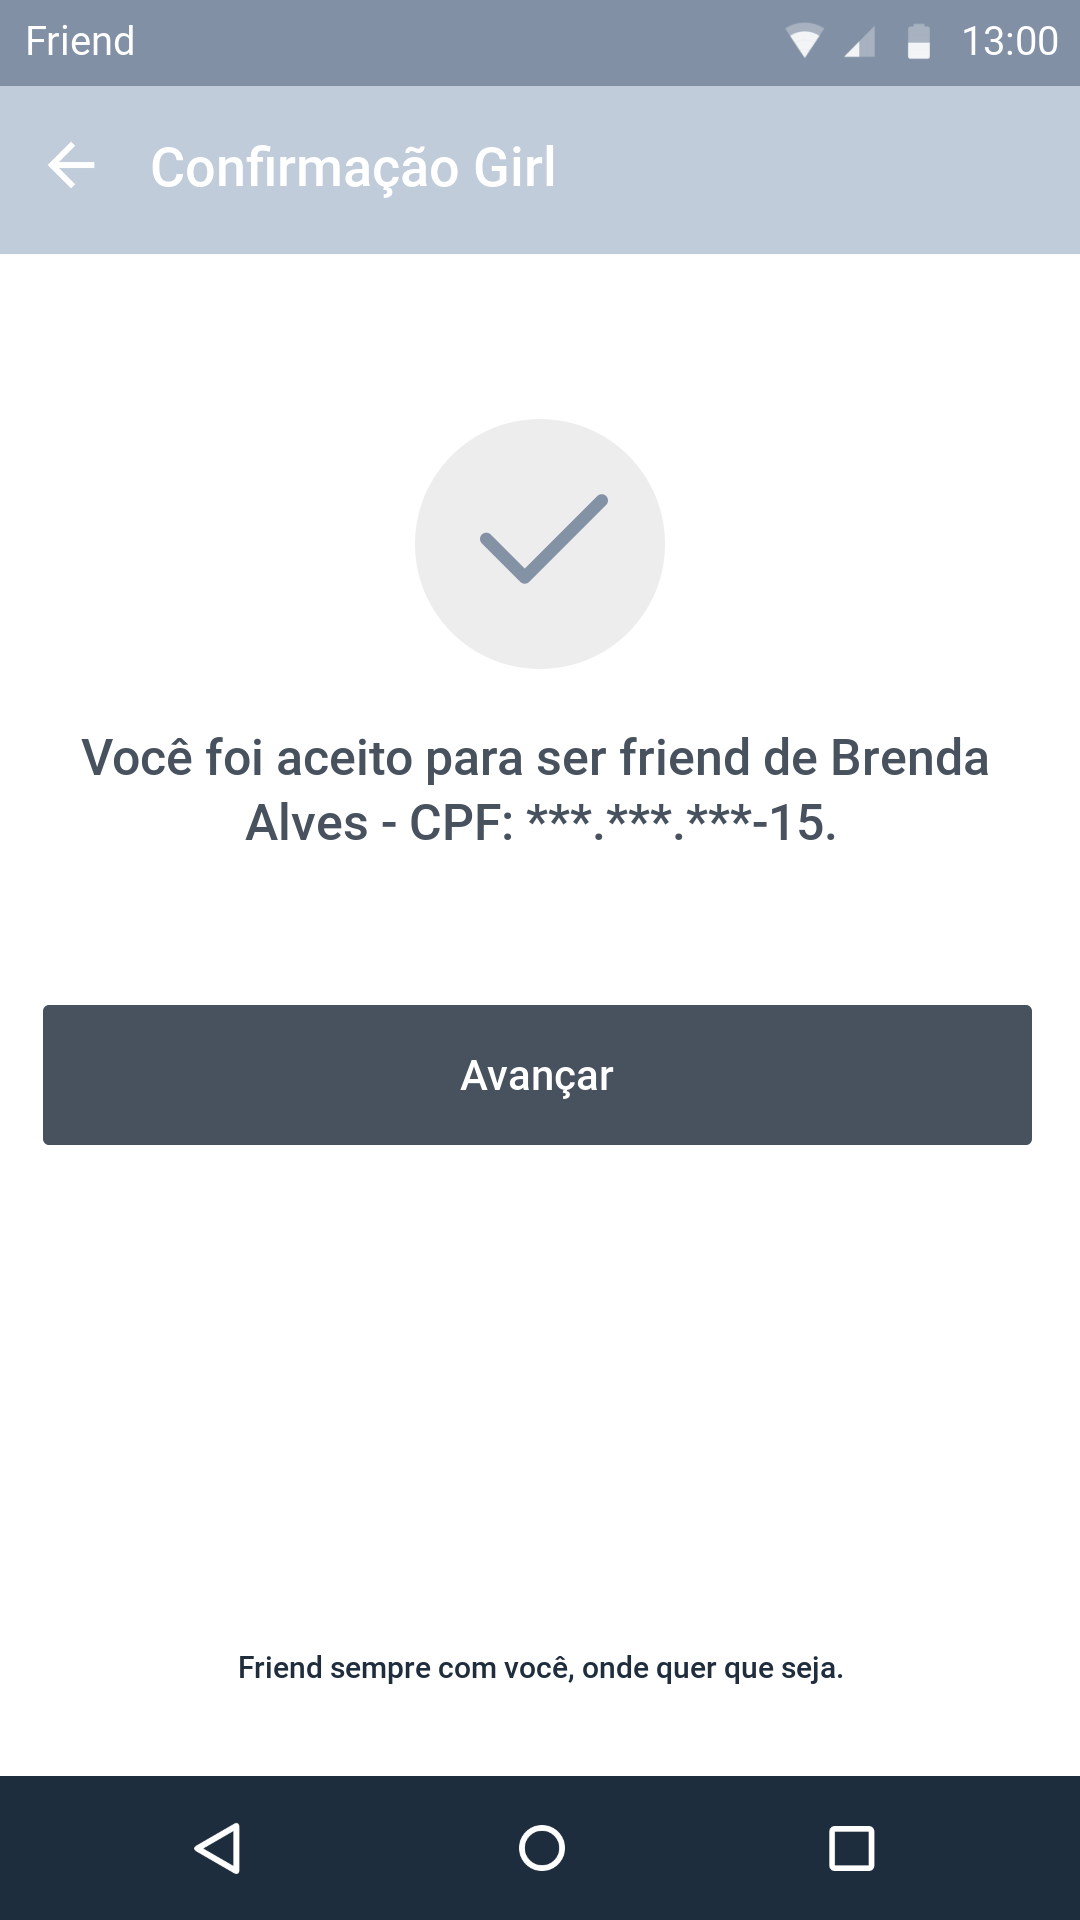 Friend 13:00
Confirmação Girl
Você foi aceito para ser friend de Brenda
Alves - CPF: ***.***.***-15.
Avançar
Friend sempre com você, onde quer que seja.